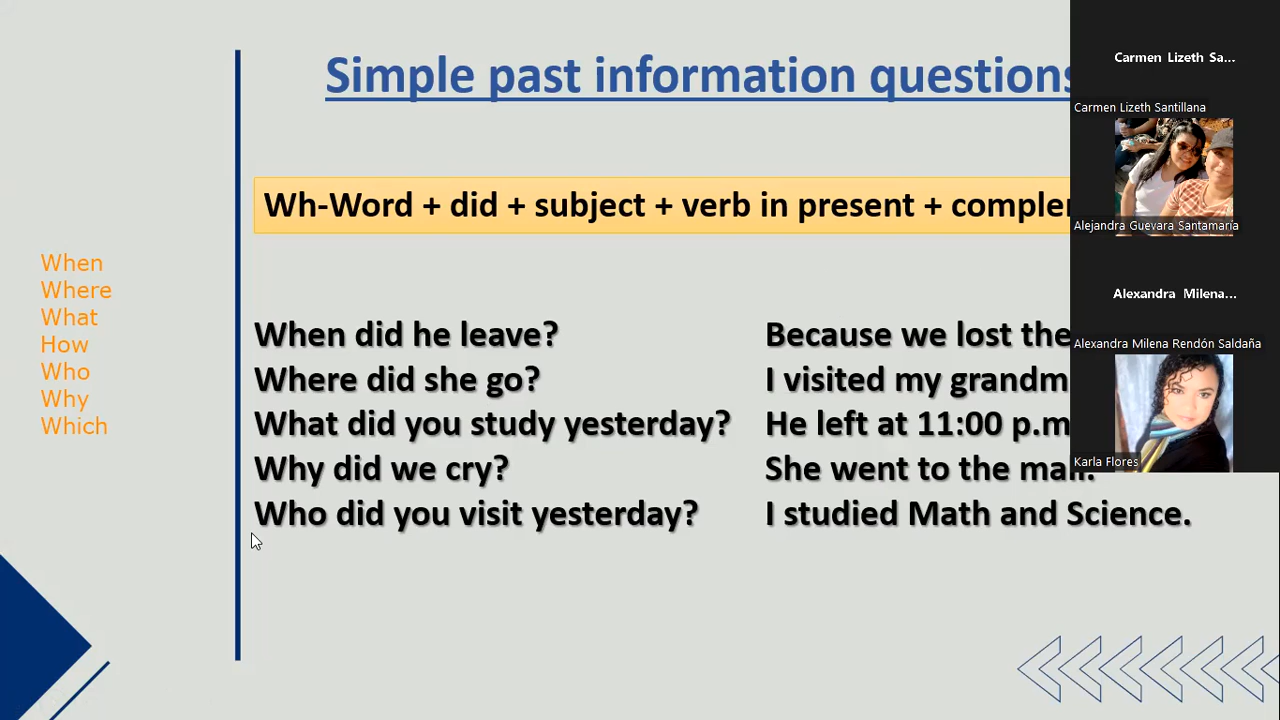 Simple past information questions
Wh-Word + did + subject + verb in present +
When
Where
What
How
Who
Why
Which
When did he leave?
Where did she go?
What did you study yesterday?
Why did we cry?
Who did you visit yesterday?
Because we lost the
I visited my
He left at 11:00 p.m
She went to the mall.
I studied Math and Science.
Carmen Lizeth Sa...
Carmen Lizeth Santillana
Alejandra Guevara Santamaría
Alexandra Milena...
Alexandra Milena Rendón Saldaña
Karla Flores